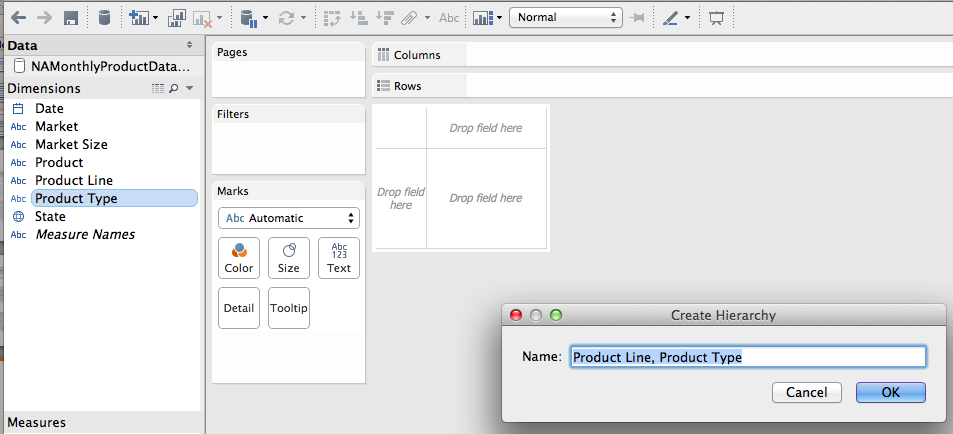 Abc
Normal
Data
NAMonthlyProductData...
Dimensions
Date
Abc Market
Abc Market Size
Abc Product
Abc Product Line
Abc Product Type
State
Abc Measure Names
Measures
Pages
Filters
Marks
Abc Automatic
Color
Size
Abc
123
Text
Detail
Tooltip
Columns
Rows
Drop field here
Drop field
here
Drop field here
Create Hierarchy
Name: Product Line, Product Type
Cancel
OK